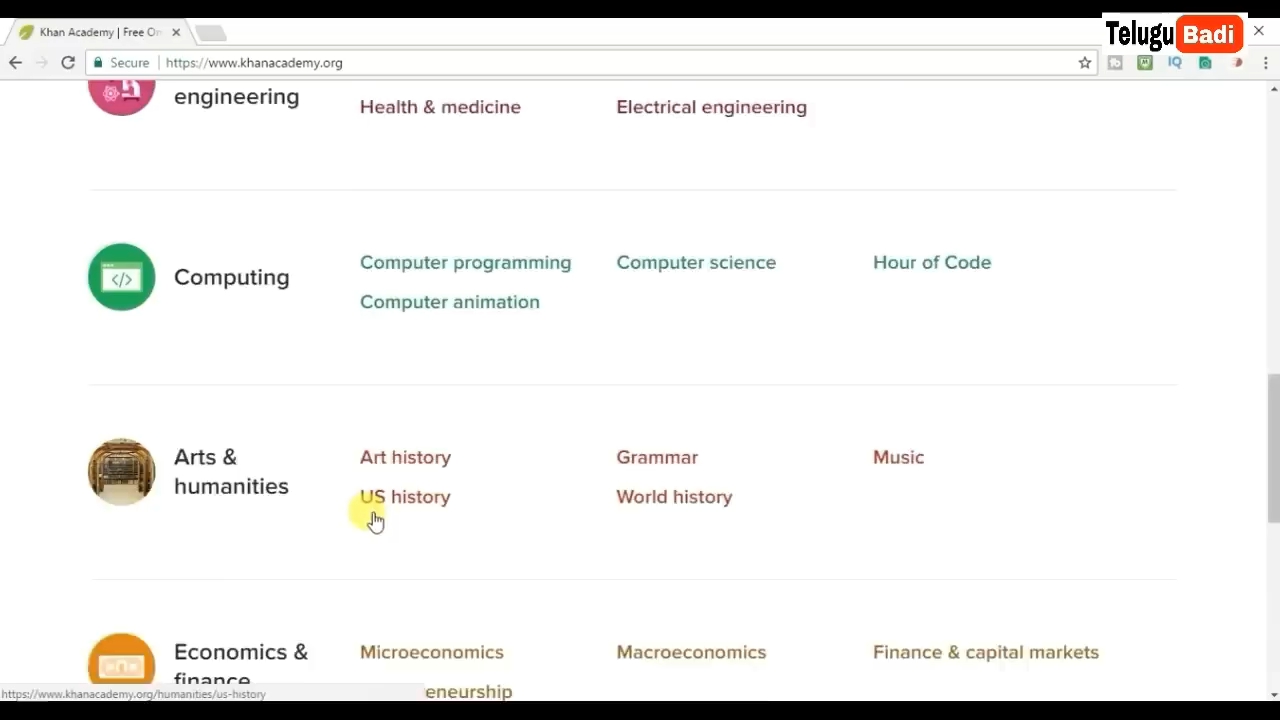 Khan Academy | Free On
Telugu Badi
Secure
https://www.khanacademy.org
IQ
engineering
Health & medicine
Electrical engineering
Computing
Computer programming
Computer science
Hour of Code
Computer animation
Arts &
humanities
Art history
Grammar
Music
US history
World history
Economics &
finance
Microeconomics
Macroeconomics
Finance & capital markets
eneurship
https://www.khanacademy.org/humanities/us-history